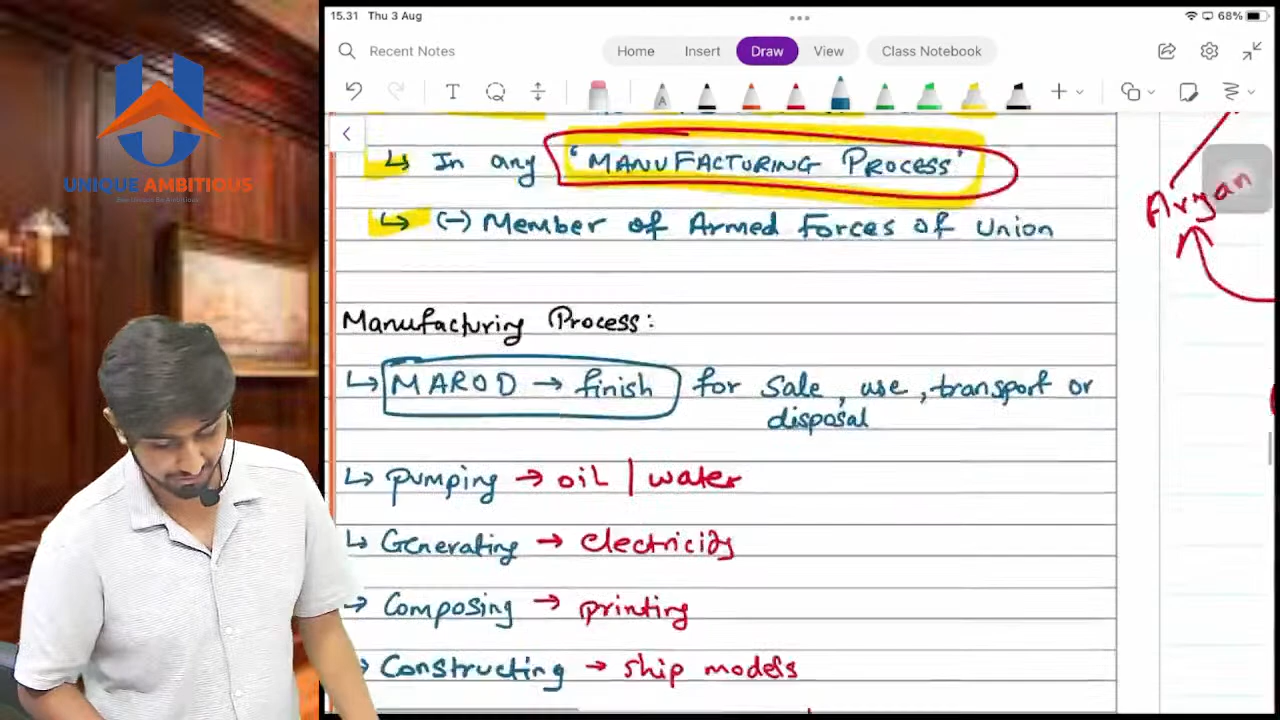 15.31 Thu 3 Aug
68%
Recent Notes
Home Insert Draw View Class Notebook
UNIQUE AMBITIOUS
↳ In any 'MANUFACTURING PROCESS'
↳ (-) Member of Armed Forces of Union
Aryan
Manufacturing Process:
↳ MAROD → finish for Sale, use, transport or
disposal
↳ pumping → oil | water
↳ Generating → electricity
→ Composing → printing
→ Constructing → ship models